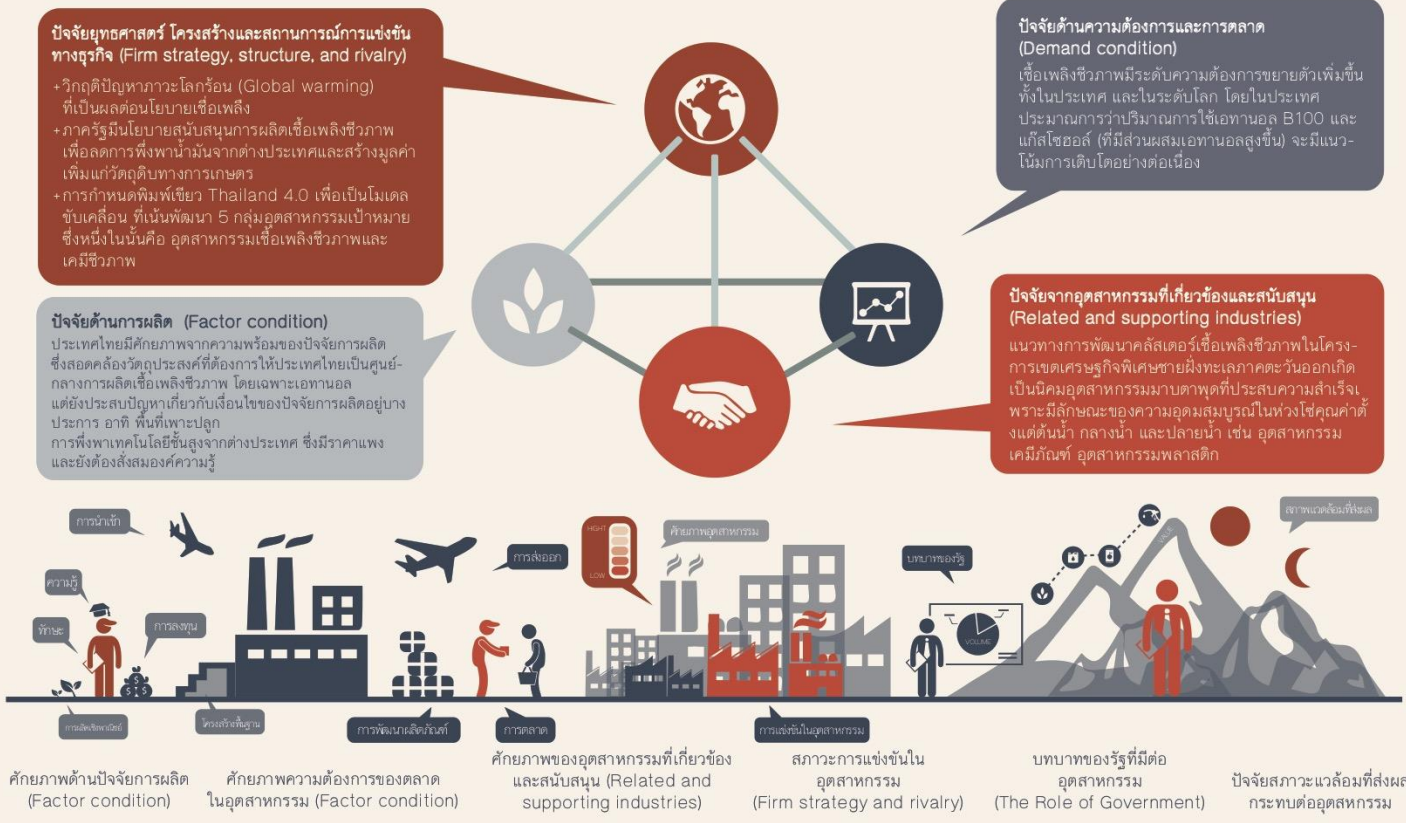 ปัจจัยยุทธศาสตร์ โครงสร้างและสถานการณ์การแข่งขัน
ทางธุรกิจ (Firm strategy, structure, and rivalry)
+วิกฤติปัญหาภาวะโลกร้อน (Global warming)
ที่เป็นผลต่อนโยบายเชื่อเพลิง
+ภาครัฐมีนโยบายสนับสนุนการผลิตเชื้อเพลิงชีวภาพ
เพื่อลดการพึ่งพาน้ำมันจากต่างประเทศและสร้างมูลค่า
เพิ่มแก่วัตถุดิบทางการเกษตร
+การกำหนดพิมพ์เขียว Thailand 4.0 เพื่อเป็นโมเดล
ขับเคลื่อน ที่เน้นพัฒนา 5 กลุ่มอุตสาหกรรมเป้าหมาย
ซึ่งหนึ่งในนั้นคือ อุตสาหกรรมเชื้อเพลิงชีวภาพและ
เคมีชีวภาพ
ปัจจัยด้านความต้องการและการตลาด
(Demand condition)
เชื้อเพลิงชีวภาพมีระดับความต้องการขยายตัวเพิ่มขึ้น
ทั้งในประเทศ และในระดับโลก โดยในประเทศ
ประมาณการว่าปริมาณการใช้เอทานอล B100 และ
แก๊สโซฮอล์ (ที่มีส่วนผสมเอทานอลสูงขึ้น) จะมีแนว-
โน้มการเติบโตอย่างต่อเนื่อง
ปัจจัยด้านการผลิต (Factor condition)
ประเทศไทยมีศักยภาพจากความพร้อมของปัจจัยการผลิต
ซึ่งสอดคล้องวัตถุประสงค์ที่ต้องการให้ประเทศไทยเป็นศูนย์-
กลางการผลิตเชื้อเพลิงชีวภาพ โดยเฉพาะเอทานอล
แต่ยังประสบปัญหาเกี่ยวกับเงื่อนไขของปัจจัยการผลิตอยู่บาง
ประการ อาทิ พื้นที่เพาะปลูก
การพึ่งพาเทคโนโลยีชั้นสูงจากต่างประเทศ ซึ่งมีราคาแพง
และยังต้องสั่งสมองค์ความรู้
ปัจจัยจากอุตสาหกรรมที่เกี่ยวข้องและสนับสนุน
(Related and supporting industries)
แนวทางการพัฒนาคลัสเตอร์เชื้อเพลิงชีวภาพในโครง-
การเขตเศรษฐกิจพิเศษชายฝั่งทะเลภาคตะวันออกเกิด
เป็นนิคมอุตสาหกรรมมาบตาพุดที่ประสบความสำเร็จเ
พราะมีลักษณะของความอุดมสมบูรณ์ในห่วงโซ่คุณค่าตั้
งแต่ต้นน้ำ กลางน้ำ และปลายน้ำ เช่น อุตสาหกรรม
เคมีภัณฑ์ อุตสาหกรรมพลาสติก
การนำเข้า
ความรู้
ทักษะ
การลงทุน
การส่งออก
HIGHT
LOW
ศักยภาพอุตสาหกรรม
บทบาทของรัฐ
VOLUME
VALUE
สภาพแวดล้อมที่ส่งผล
การผลิตเชิงพาณิชย์
โครงสร้างพื้นฐาน
การพัฒนาผลิตภัณฑ์
การตลาด
การแข่งขันในอุตสาหกรรม
ศักยภาพด้านปัจจัยการผลิต
(Factor condition)
ศักยภาพความต้องการของตลาด
ในอุตสาหกรรม (Factor condition)
ศักยภาพของอุตสาหกรรมที่เกี่ยวข้อง
และสนับสนุน (Related and
supporting industries)
สภาวะการแข่งขันใน
อุตสาหกรรม
(Firm strategy and rivalry)
บทบาทของรัฐที่มีต่อ
อุตสาหกรรม
(The Role of Government)
ปัจจัยสภาวะแวล้อมที่ส่งผล
กระทบต่ออุตสหกรรม